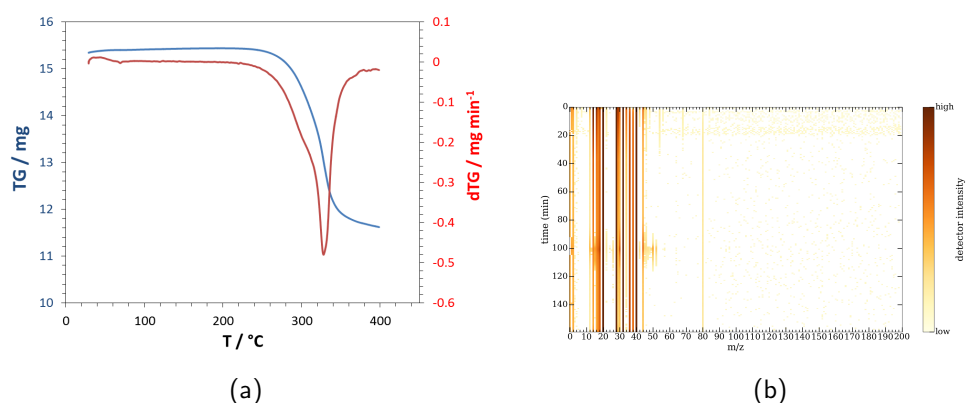 16
15
14
13
12
11
10
TG / mg
0
100
200
300
400
T / °C
0.1
0
-0.1
-0.2
-0.3
-0.4
-0.5
-0.6
dTG / mg min⁻¹
(a)
0
20
40
60
80
100
120
140
time (min)
0 10 20 30 40 50 60 70 80 90 100 110 120 130 140 150 160 170 180 190 200
m/z
high
low
detector intensity
(b)